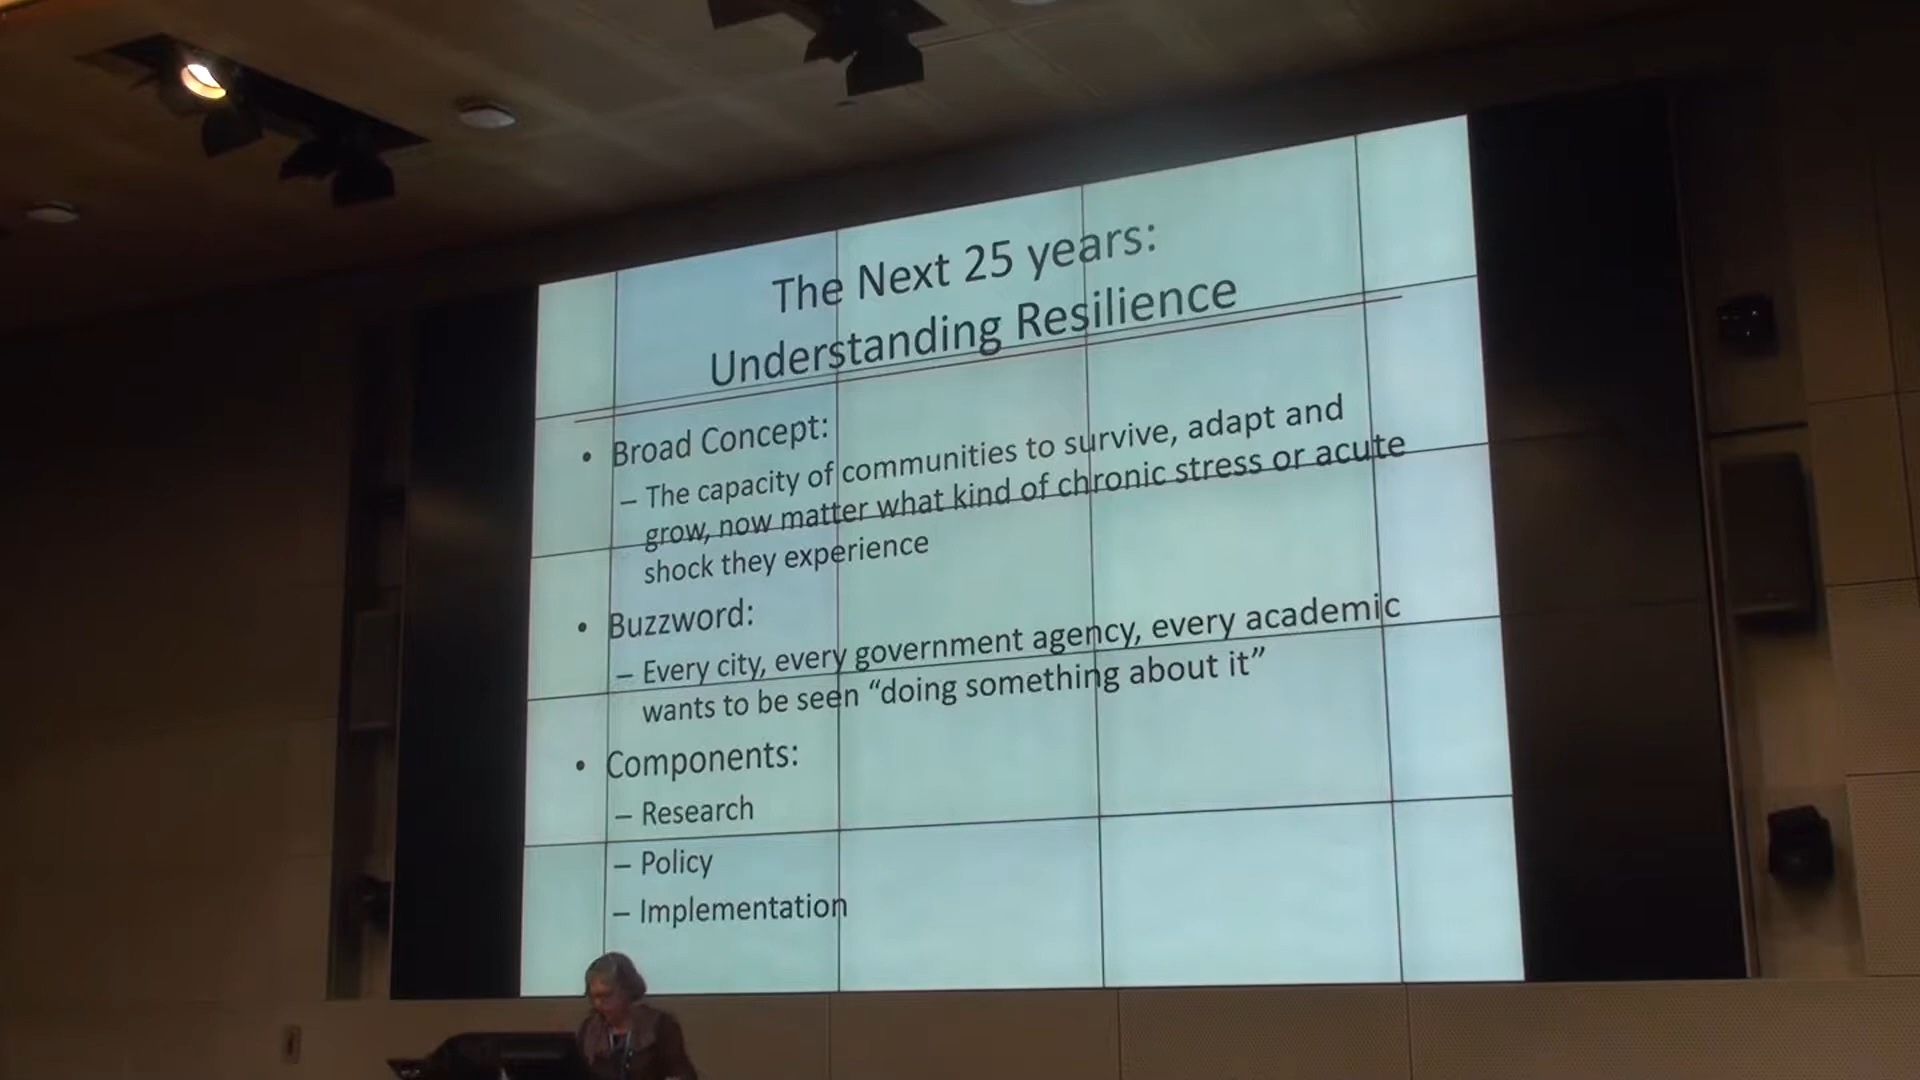 The Next 25 years:
Understanding Resilience
• Broad Concept:
– The capacity of communities to survive, adapt and
grow, now matter what kind of chronic stress or acute
shock they experience
• Buzzword:
– Every city, every government agency, every academic
wants to be seen “doing something about it”
• Components:
– Research
– Policy
– Implementation